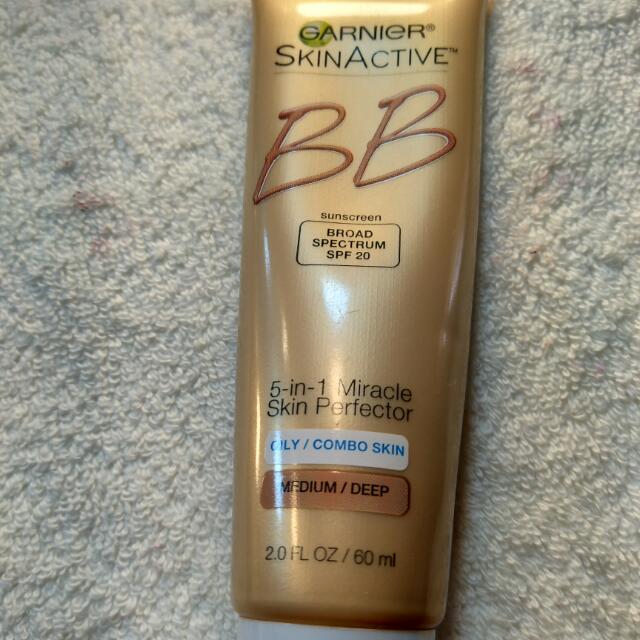 GARNIER®
SKINACTIVE™
BB
sunscreen
BROAD
SPECTRUM
SPF 20
5-in-1 Miracle
Skin Perfector
OILY / COMBO SKIN
MEDIUM / DEEP
2.0 FL OZ / 60 ml